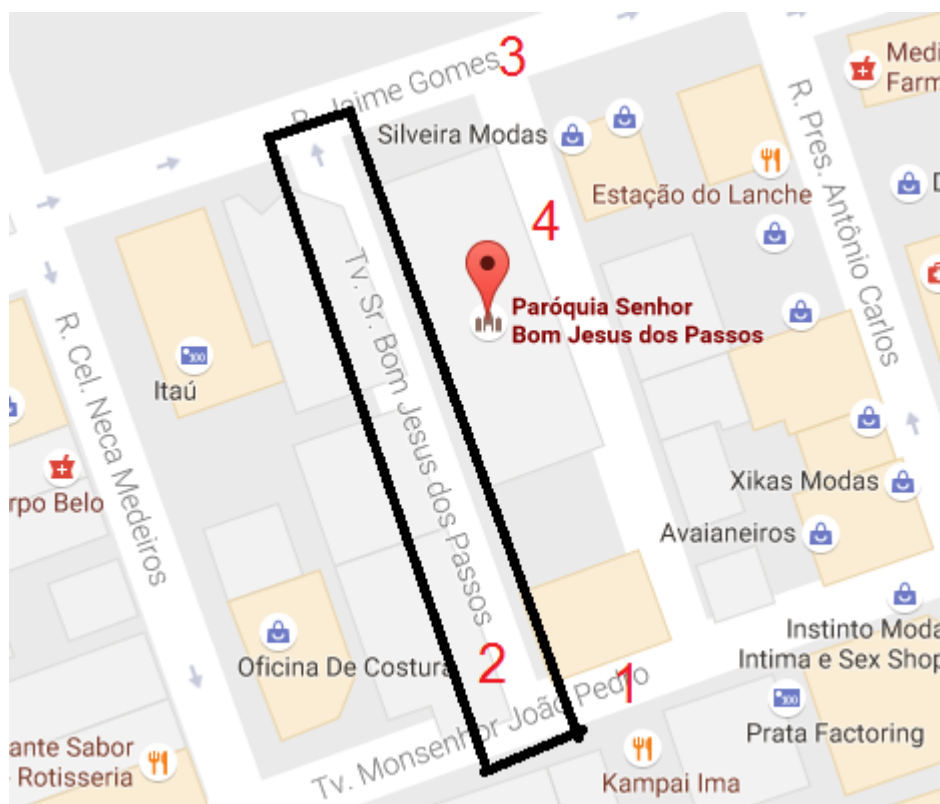 3
R. Jaime Gomes
Medi
Farm
Silveira Modas
Estação do Lanche
R. Pres. Antônio Carlos
D
4
Paróquia Senhor
Bom Jesus dos Passos
Tv. Sr. Bom Jesus dos Passos
R. Cel. Neca Medeiros
Itaú
rpo Belo
Xikas Modas
Avaianeiros
Instinto Moda
Intima e Sex Shop
Oficina De Costura
2
1
Tv. Monsenhor João Pedro
Prata Factoring
ante Sabor
Rotisseria
Kampai Ima